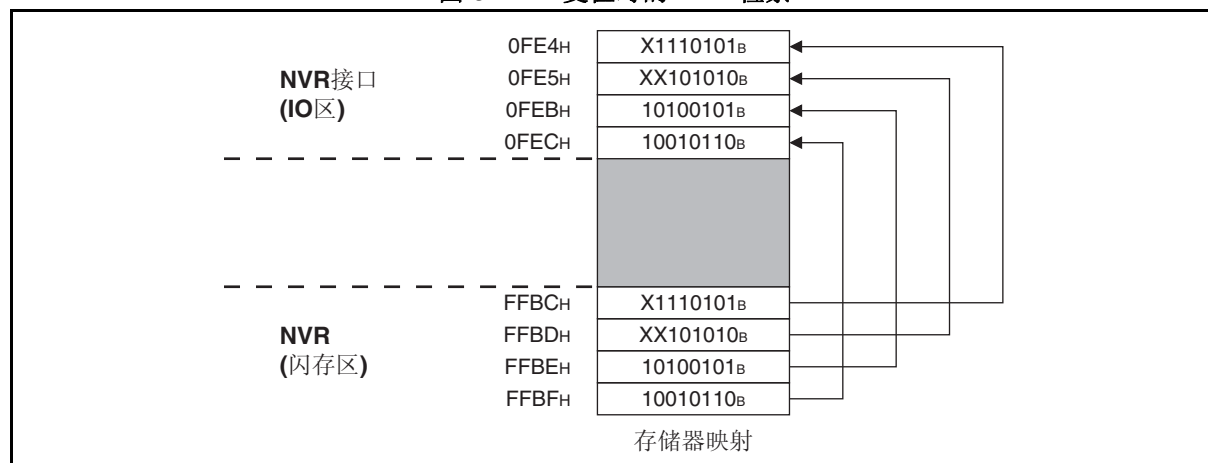 0FE4H X1110101B
NVR接口 0FE5H XX101010B
(IO区) 0FEBH 10100101B
0FECH 10010110B
FFBCH X1110101B
NVR FFBDH XX101010B
(闪存区) FFBEH 10100101B
FFBFH 10010110B
存储器映射